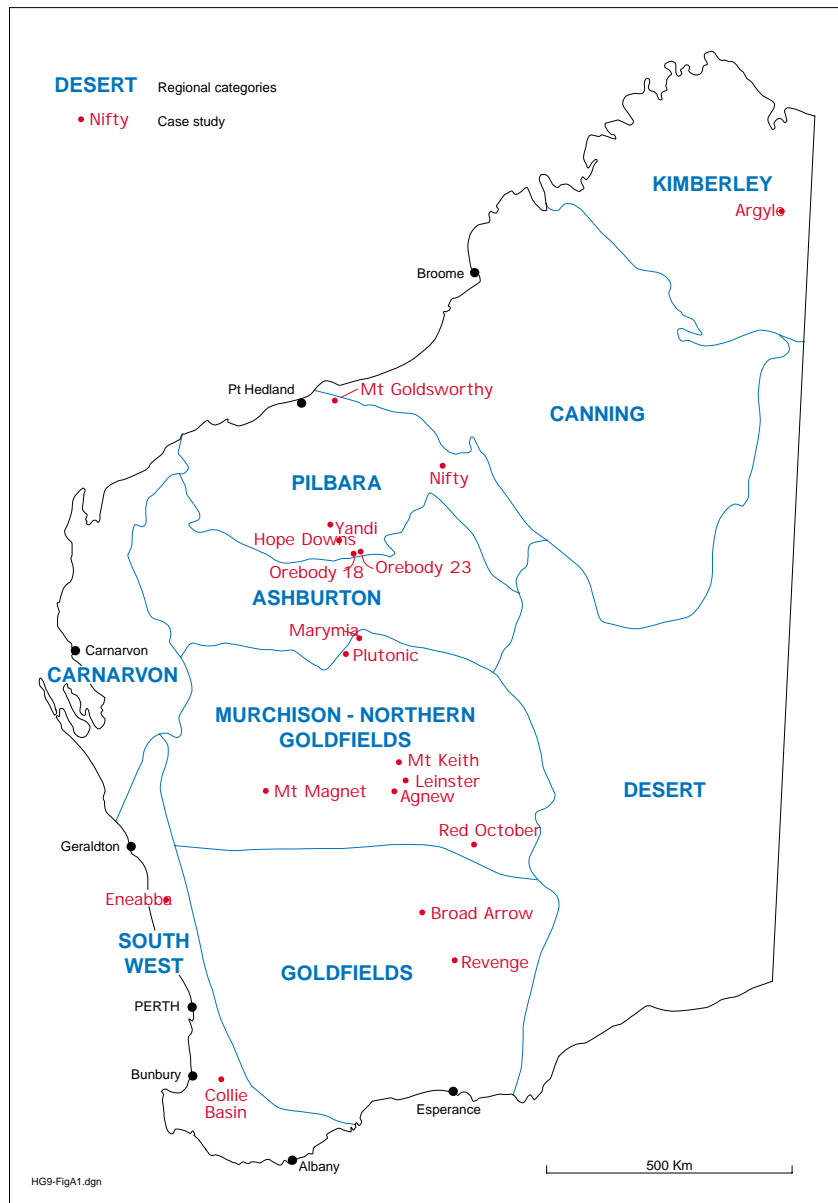 DESERT Regional categories
Nifty Case study
KIMBERLEY
Argyle
Broome
Pt Hedland
Mt Goldsworthy
CANNING
Nifty
PILBARA
Yandi
Hope Downs
Orebody 18
Orebody 23
ASHBURTON
Marymia
Carnarvon
Plutonic
CARNARVON
MURCHISON - NORTHERN
GOLDFIELDS
Mt Keith
Leinster
Mt Magnet
Agnew
DESERT
Red October
Geraldton
Eneabba
Broad Arrow
SOUTH
WEST
Revenge
GOLDFIELDS
PERTH
Bunbury
Collie
Basin
Esperance
Albany
500 Km
HG9-FigA1.dgn